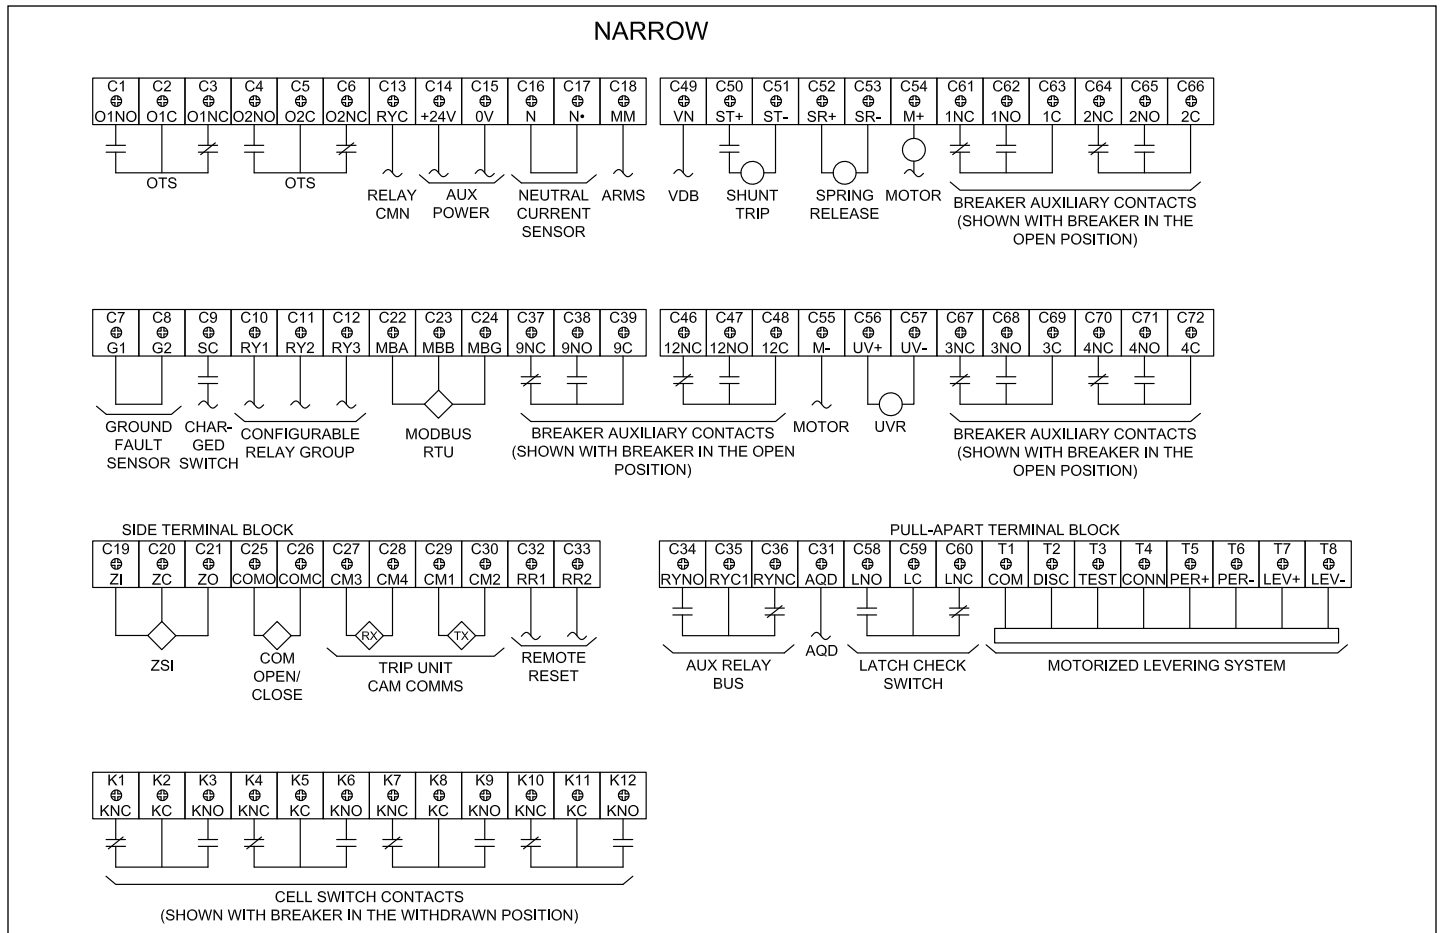 NARROW
C1 C2 C3 C4 C5 C6 C13 C14 C15 C16 C17 C18 C49 C50 C51 C52 C53 C54 C61 C62 C63 C64 C65 C66
O1NO O1C O1NC O2NO O2C O2NC RYC +24V 0V N N• MM VN ST+ ST- SR+ SR- M+ 1NC 1NO 1C 2NC 2NO 2C
OTS OTS
RELAY CMN
AUX POWER
NEUTRAL CURRENT SENSOR
ARMS
VDB
SHUNT TRIP
SPRING RELEASE
MOTOR
BREAKER AUXILIARY CONTACTS
(SHOWN WITH BREAKER IN THE
OPEN POSITION)
C7 C8 C9 C10 C11 C12 C22 C23 C24 C37 C38 C39 C46 C47 C48 C55 C56 C57 C67 C68 C69 C70 C71 C72
G1 G2 SC RY1 RY2 RY3 MBA MBB MBG 9NC 9NO 9C 12NC 12NO 12C M- UV+ UV- 3NC 3NO 3C 4NC 4NO 4C
GROUND
FAULT
SENSOR
CHAR-
GED
SWITCH
CONFIGURABLE
RELAY GROUP
MODBUS
RTU
BREAKER AUXILIARY CONTACTS
(SHOWN WITH BREAKER IN THE OPEN
POSITION)
MOTOR
UVR
BREAKER AUXILIARY CONTACTS
(SHOWN WITH BREAKER IN THE
OPEN POSITION)
SIDE TERMINAL BLOCK
PULL-APART TERMINAL BLOCK
C19 C20 C21 C25 C26 C27 C28 C29 C30 C32 C33 C34 C35 C36 C31 C58 C59 C60 T1 T2 T3 T4 T5 T6 T7 T8
ZI ZC ZO COMO COMC CM3 CM4 CM1 CM2 RR1 RR2 RYNO RYC1 RYNC AQD LNO LC LNC COM DISC TEST CONN PER+ PER- LEV+ LEV-
RX TX
ZSI
COM
OPEN/
CLOSE
TRIP UNIT
CAM COMMS
REMOTE
RESET
AUX RELAY
BUS
AQD
LATCH CHECK
SWITCH
MOTORIZED LEVERING SYSTEM
K1 K2 K3 K4 K5 K6 K7 K8 K9 K10 K11 K12
KNC KC KNO KNC KC KNO KNC KC KNO KNC KC KNO
CELL SWITCH CONTACTS
(SHOWN WITH BREAKER IN THE WITHDRAWN POSITION)